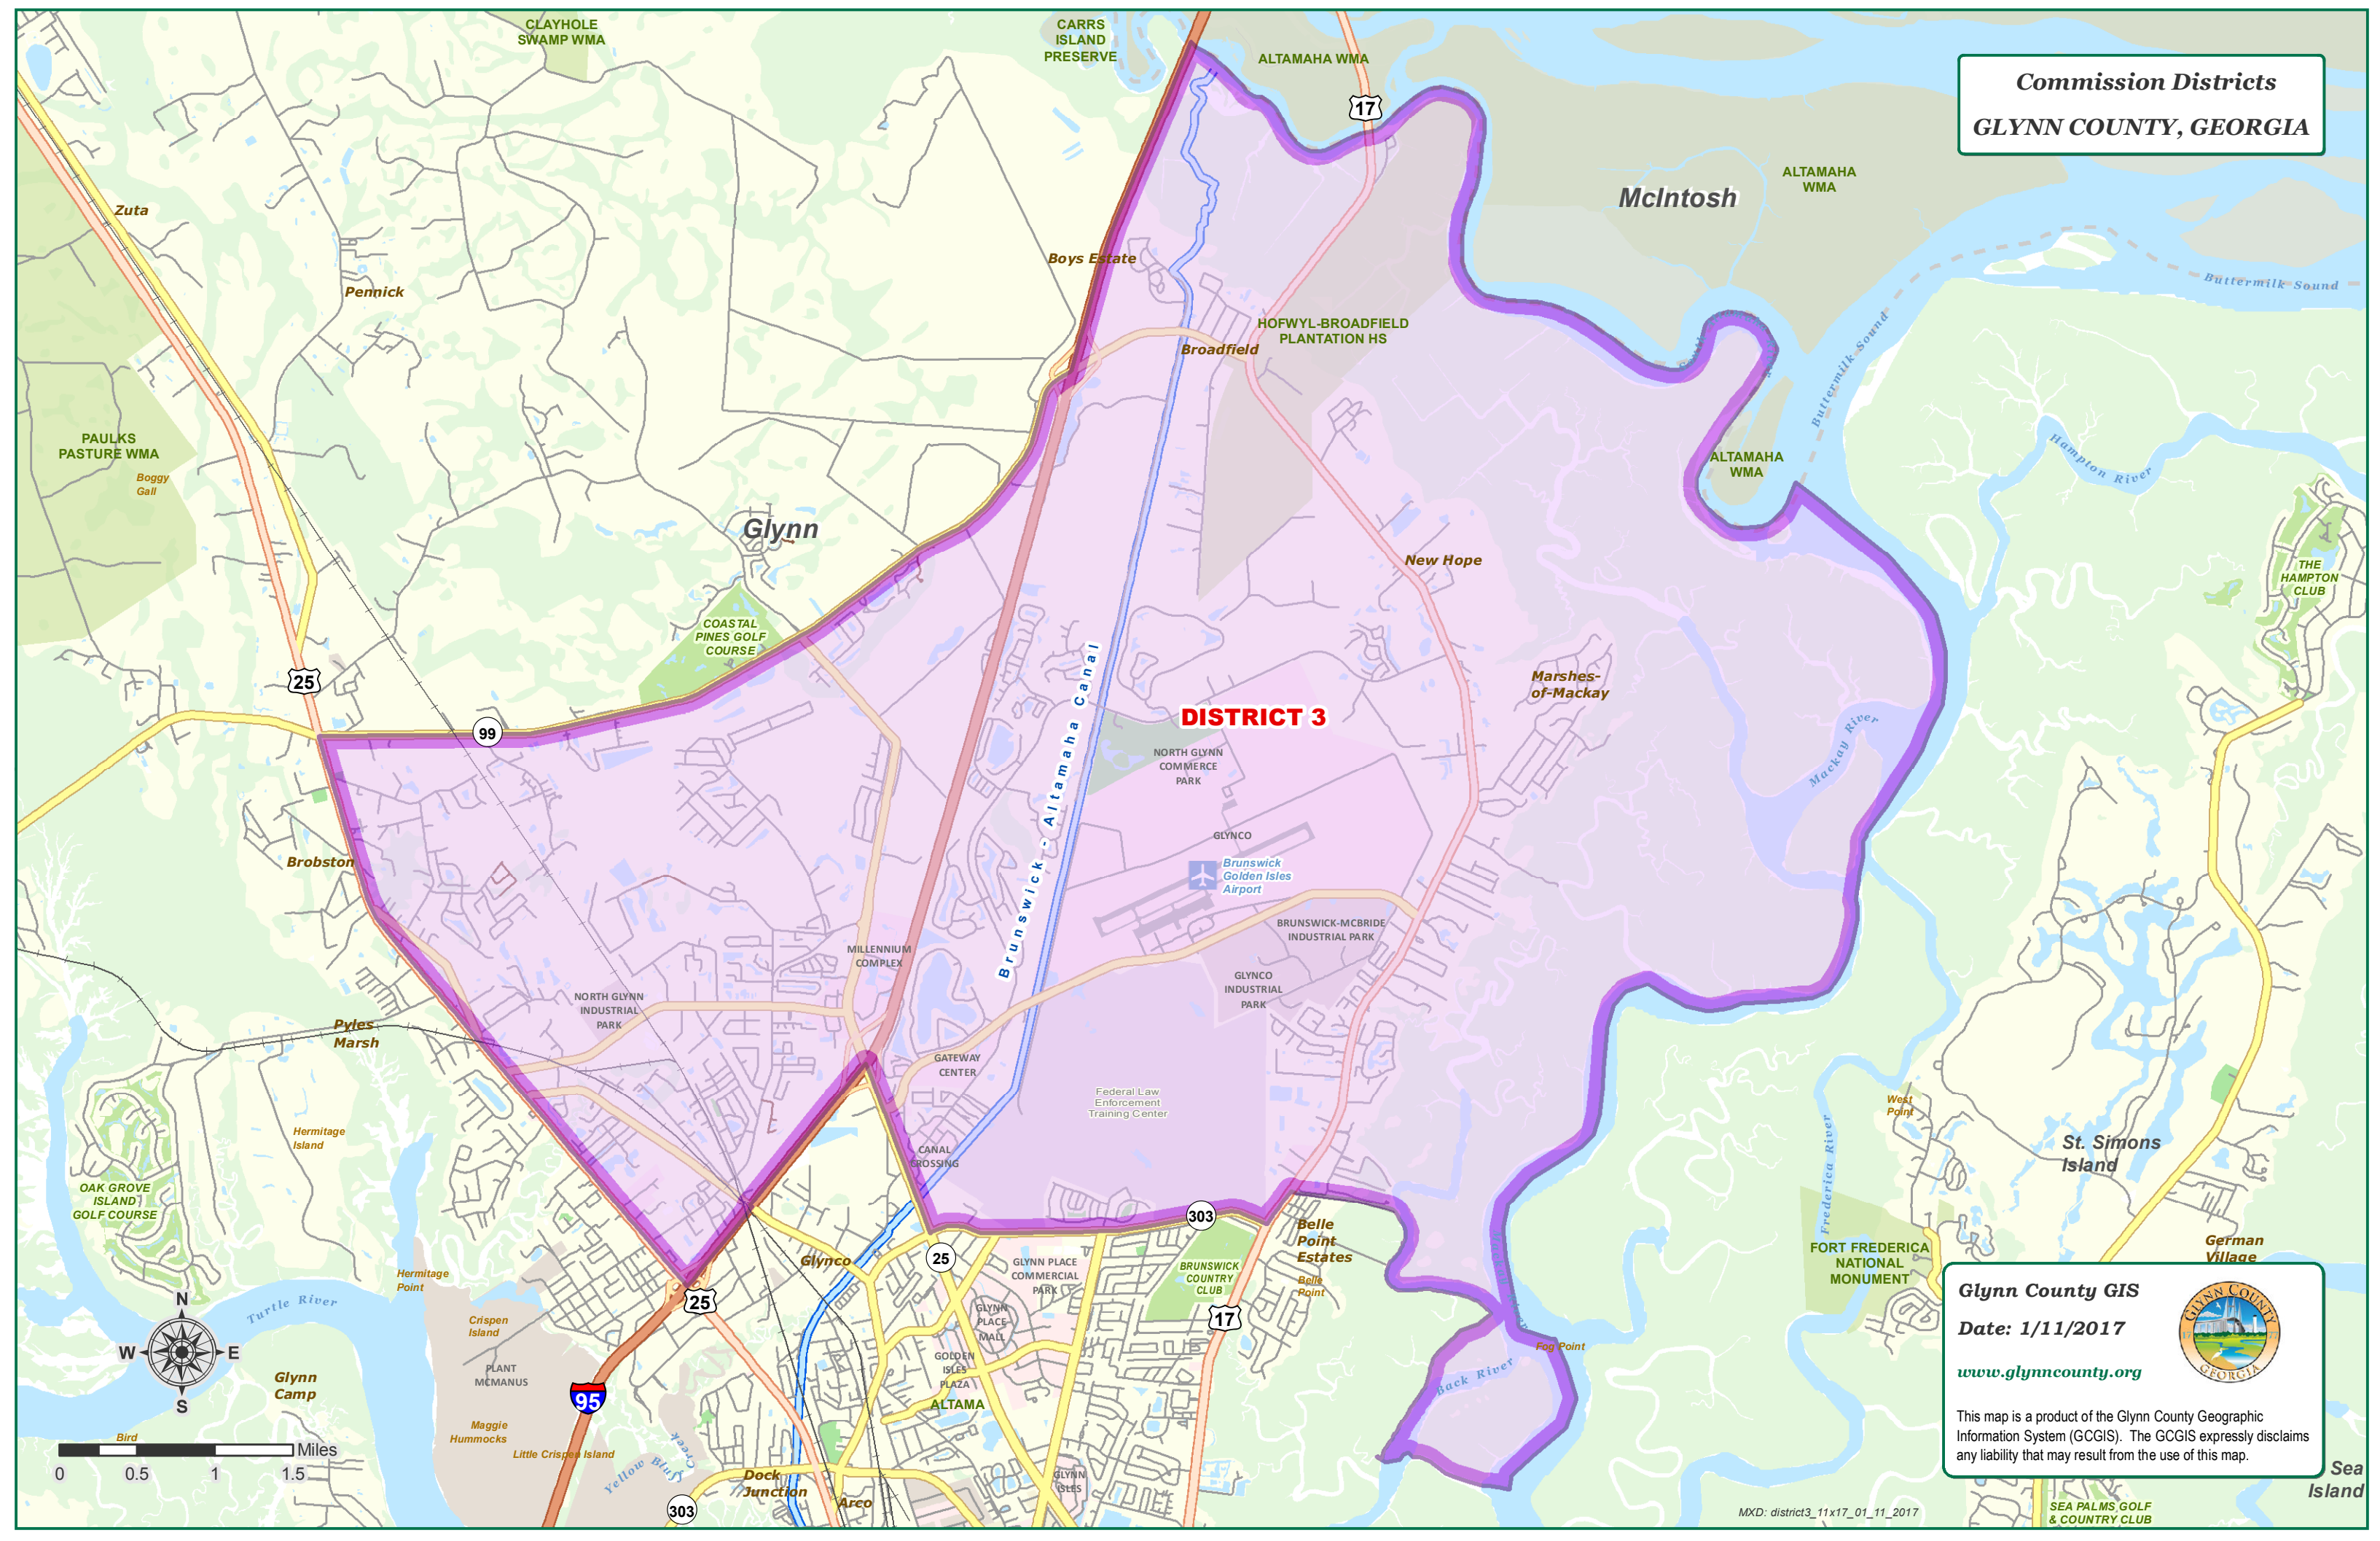 CLAYHOLE
SWAMP WMA
CARRS
ISLAND
PRESERVE
ALTAMAHA WMA
17
Commission Districts
GLYNN COUNTY, GEORGIA
McIntosh
ALTAMAHA
WMA
Zuta
Pennick
Boys Estate
Buttermilk Sound
Buttermilk Sound
HOFWYL-BROADFIELD
PLANTATION HS
Broadfield
PAULKS
PASTURE WMA
Boggy
Gall
ALTAMAHA
WMA
Hampton River
Glynn
New Hope
THE
HAMPTON
CLUB
COASTAL
PINES GOLF
COURSE
25
99
Marshes-
of-Mackay
DISTRICT 3
Brunswick - Altamaha Canal
NORTH GLYNN
COMMERCE
PARK
Mackay River
GLYNCO
Brobston
Brunswick
Golden Isles
Airport
BRUNSWICK-MCBRIDE
INDUSTRIAL PARK
MILLENNIUM
COMPLEX
GLYNCO
INDUSTRIAL
PARK
NORTH GLYNN
INDUSTRIAL
PARK
Pyles
Marsh
GATEWAY
CENTER
Federal Law
Enforcement
Training Center
West
Point
Hermitage
Island
CANAL
CROSSING
St. Simons
Island
Frederica River
OAK GROVE
ISLAND
GOLF COURSE
303
Belle
Point
Estates
German
Village
FORT FREDERICA
NATIONAL
MONUMENT
Glynco
25
GLYNN PLACE
COMMERCIAL
PARK
BRUNSWICK
COUNTRY
CLUB
Belle
Point
Hermitage
Point
25
Turtle River
N
W E
S
Crispen
Island
GLYNN
PLACE
MALL
17
Fog Point
PLANT
MCMANUS
GOLDEN
ISLES
PLAZA
Back River
Glynn
Camp
95
ALTAMA
Maggie
Hummocks
Bird
Little Crispen Island
Yellow Bluff Creek
Miles
0 0.5 1 1.5
Dock
Junction
Arco
GLYNN
ISLES
303
Glynn County GIS
Date: 1/11/2017
www.glynncounty.org
GLYNN COUNTY
17 77
GEORGIA
This map is a product of the Glynn County Geographic
Information System (GCGIS). The GCGIS expressly disclaims
any liability that may result from the use of this map.
Sea
Island
MXD: district3_11x17_01_11_2017
SEA PALMS GOLF
& COUNTRY CLUB